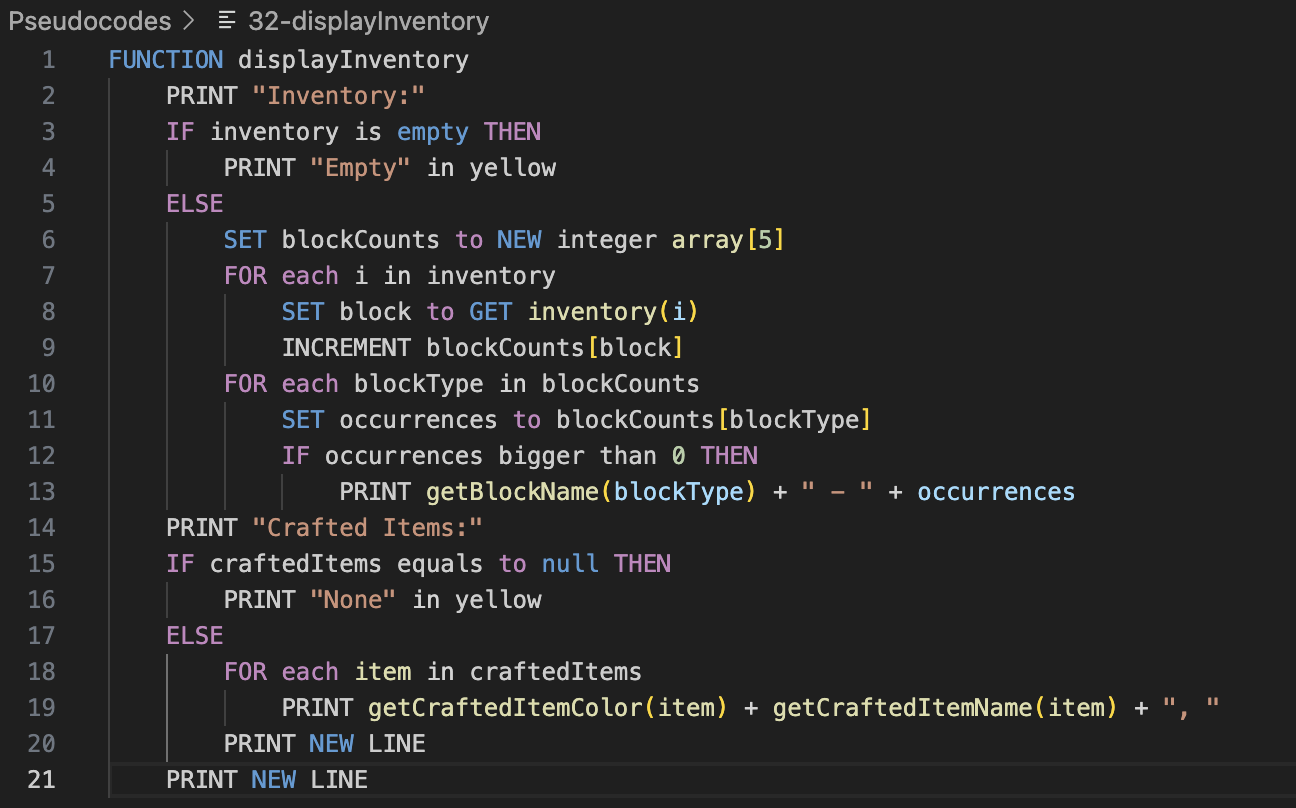 Pseudocodes > 32-displayInventory
1 FUNCTION displayInventory
2 PRINT "Inventory:"
3 IF inventory is empty THEN
4 PRINT "Empty" in yellow
5 ELSE
6 SET blockCounts to NEW integer array[5]
7 FOR each i in inventory
8 SET block to GET inventory(i)
9 INCREMENT blockCounts[block]
10 FOR each blockType in blockCounts
11 SET occurrences to blockCounts[blockType]
12 IF occurrences bigger than 0 THEN
13 PRINT getBlockName(blockType) + " - " + occurrences
14 PRINT "Crafted Items:"
15 IF craftedItems equals to null THEN
16 PRINT "None" in yellow
17 ELSE
18 FOR each item in craftedItems
19 PRINT getCraftedItemColor(item) + getCraftedItemName(item) + ", "
20 PRINT NEW LINE
21 PRINT NEW LINE